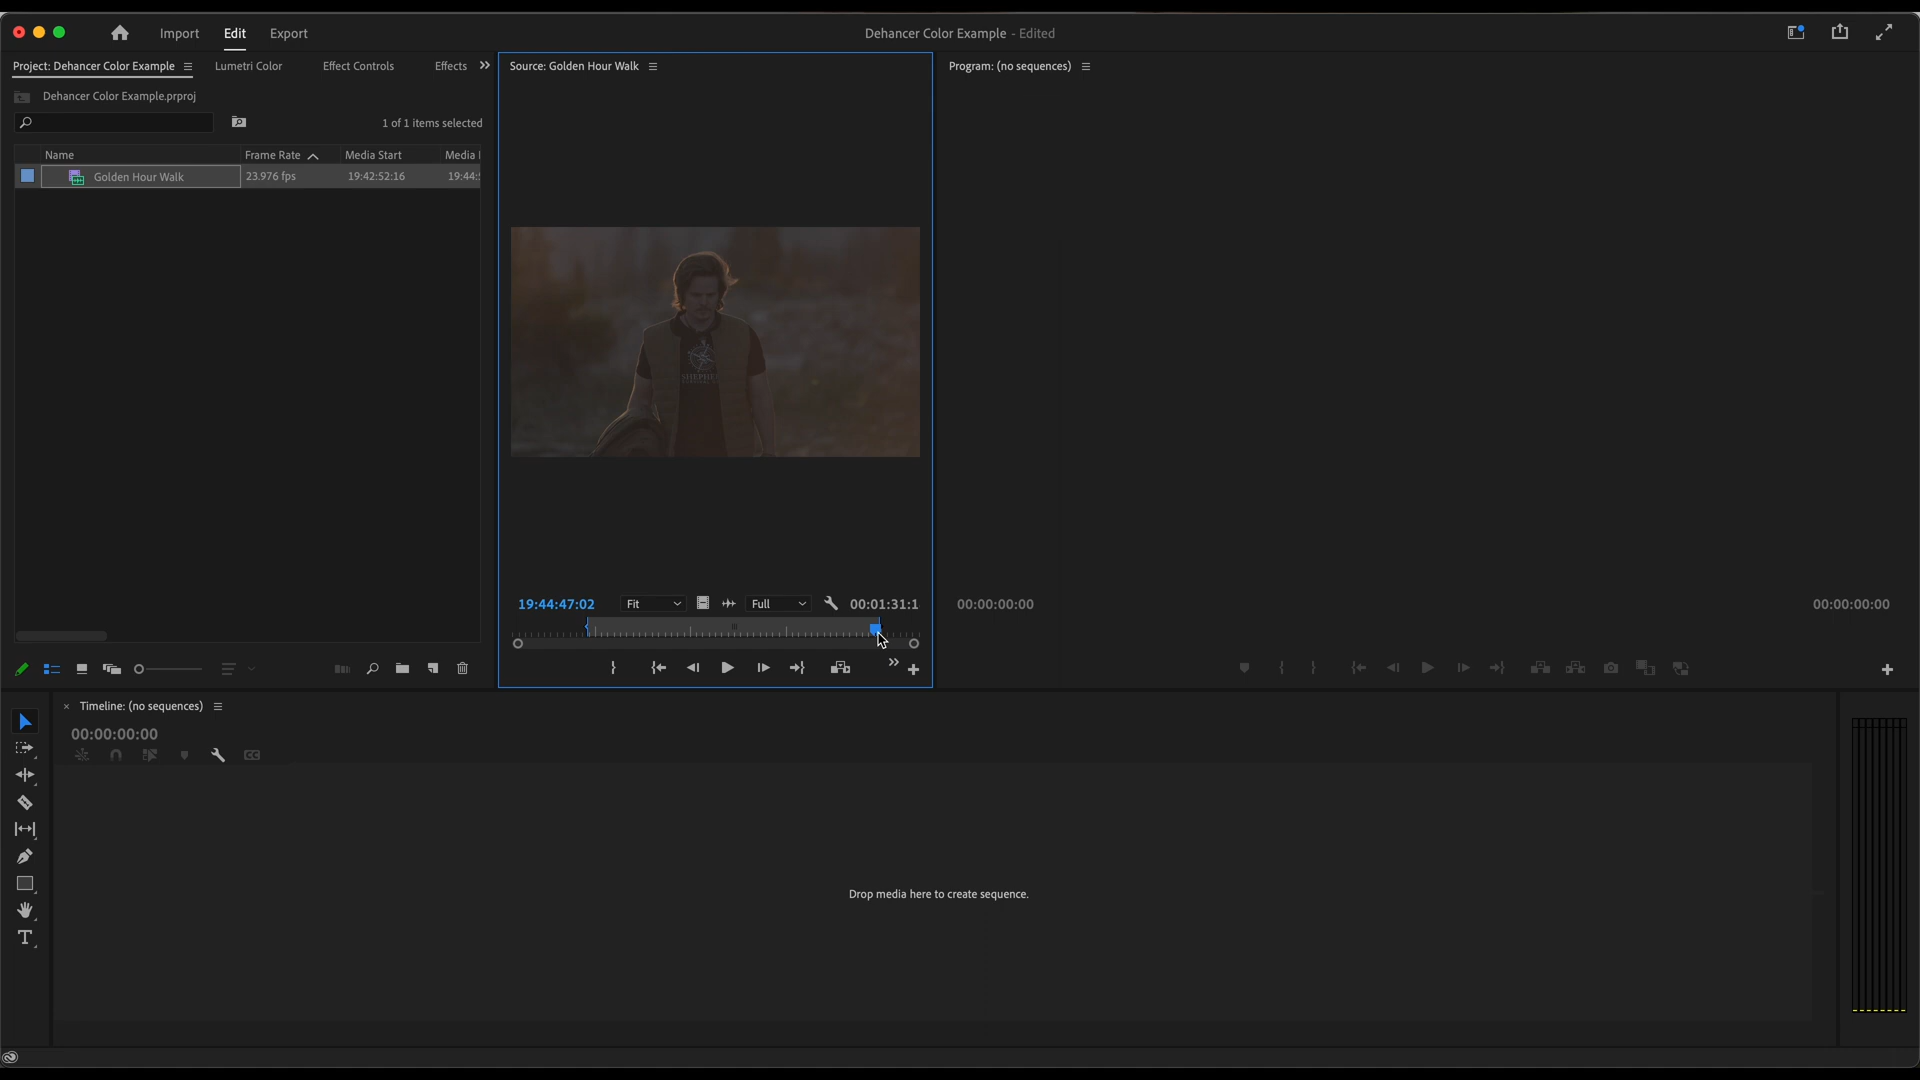 Import
Edit
Export
Dehancer Color Example - Edited
Project: Dehancer Color Example
Lumetri Color
Effect Controls
Effects
Source: Golden Hour Walk
Program: (no sequences)
Dehancer Color Example.prproj
1 of 1 items selected
Name
Frame Rate
Media Start
Media
Golden Hour Walk
23.976 fps
19:42:52:16
19:44:
19:44:47:02
Fit
Full
00:01:31:1
00:00:00:00
00:00:00:00
Timeline: (no sequences)
00:00:00:00
Drop media here to create sequence.